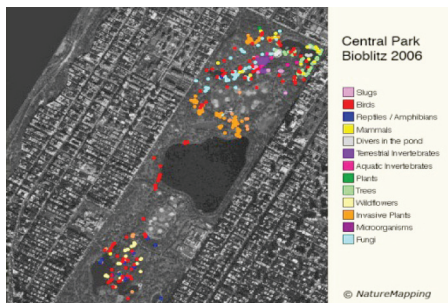 Central Park
Bioblitz 2006
Slugs
Birds
Reptiles / Amphibians
Mammals
Divers in the pond
Terrestrial Invertebrates
Aquatic Invertebrates
Plants
Trees
Wildflowers
Invasive Plants
Microorganisms
Fungi
© NatureMapping